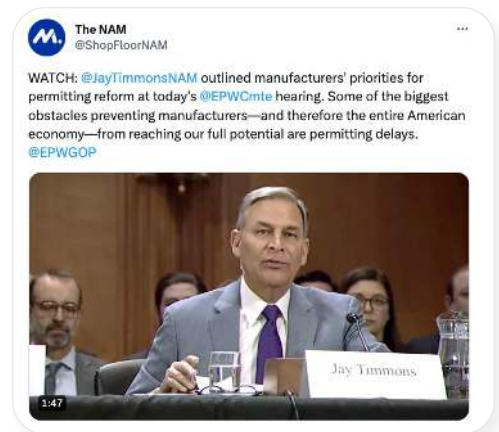 The NAM
@ShopFloorNAM
WATCH: @JayTimmonsNAM outlined manufacturers' priorities for
permitting reform at today's @EPWCmte hearing. Some of the biggest
obstacles preventing manufacturers—and therefore the entire American
economy—from reaching our full potential are permitting delays.
@EPWGOP
Jay Timmons
1:47